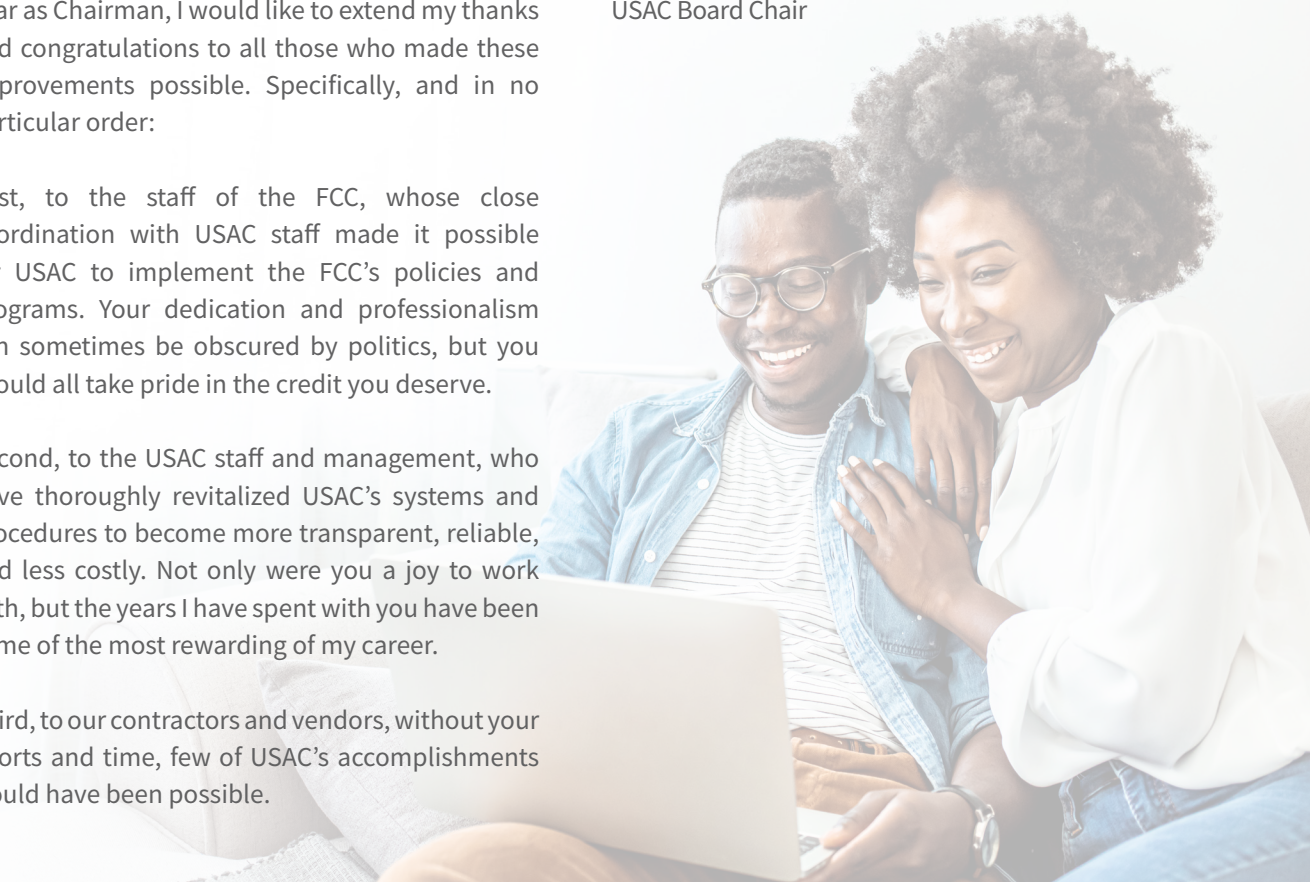 ar as Chairman, I would like to extend my thanks
d congratulations to all those who made these
provements possible. Specifically, and in no
rticular order:
st, to the staff of the FCC, whose close
ordination with USAC staff made it possible
USAC to implement the FCC's policies and
ograms. Your dedication and professionalism
n sometimes be obscured by politics, but you
ould all take pride in the credit you deserve.
cond, to the USAC staff and management, who
ve thoroughly revitalized USAC's systems and
ocedures to become more transparent, reliable,
d less costly. Not only were you a joy to work
th, but the years I have spent with you have been
me of the most rewarding of my career.
ird, to our contractors and vendors, without your
orts and time, few of USAC's accomplishments
ould have been possible.
USAC Board Chair